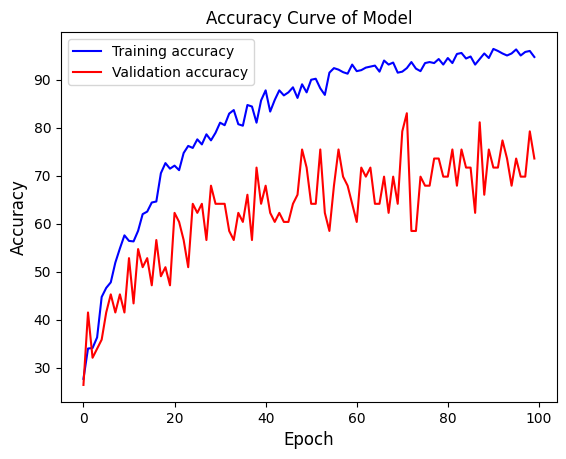 Accuracy Curve of Model
Training accuracy
Validation accuracy
90
80
70
60
50
40
30
Accuracy
0 20 40 60 80 100
Epoch